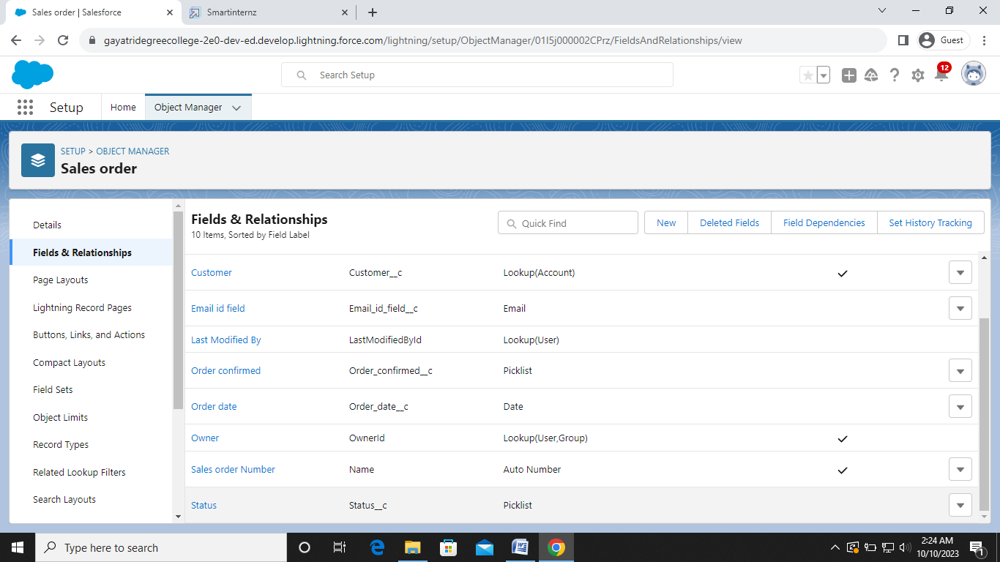 Sales order | Salesforce
Smartinternz
gayatridegreecollege-2e0-dev-ed.develop.lightning.force.com/lightning/setup/ObjectManager/01I5j000002CPrz/FieldsAndRelationships/view
Guest
Search Setup
12
Setup
Home
Object Manager
SETUP > OBJECT MANAGER
Sales order
Details
Fields & Relationships
Page Layouts
Lightning Record Pages
Buttons, Links, and Actions
Compact Layouts
Field Sets
Object Limits
Record Types
Related Lookup Filters
Search Layouts
Fields & Relationships
10 Items, Sorted by Field Label
Quick Find
New
Deleted Fields
Field Dependencies
Set History Tracking
Customer Customer__c Lookup(Account)
Email id field Email_id_field__c Email
Last Modified By LastModifiedById Lookup(User)
Order confirmed Order_confirmed__c Picklist
Order date Order_date__c Date
Owner OwnerId Lookup(User,Group)
Sales order Number Name Auto Number
Status Status__c Picklist
Type here to search
2:24 AM
10/10/2023
1